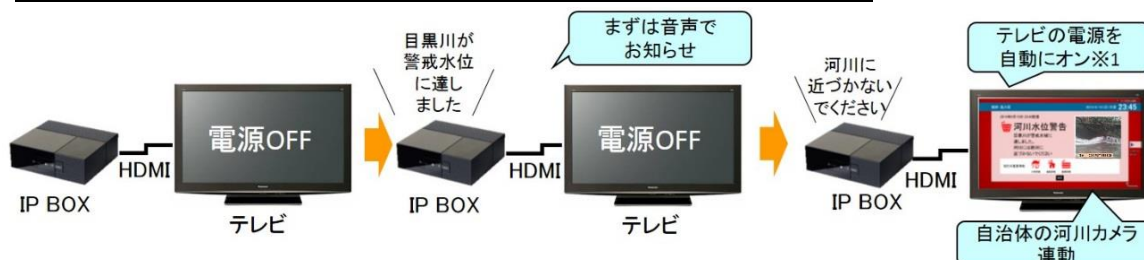 目黒川が
警戒水位
に達し
ました
まずは音声で
お知らせ
河川に
近づかない
でください
テレビの電源を
自動にオン※1
電源OFF
電源OFF
23:45
河川水位警告
HDMI
HDMI
HDMI
IP BOX
テレビ
IP BOX
テレビ
IP BOX
自治体の河川カメラ
連動